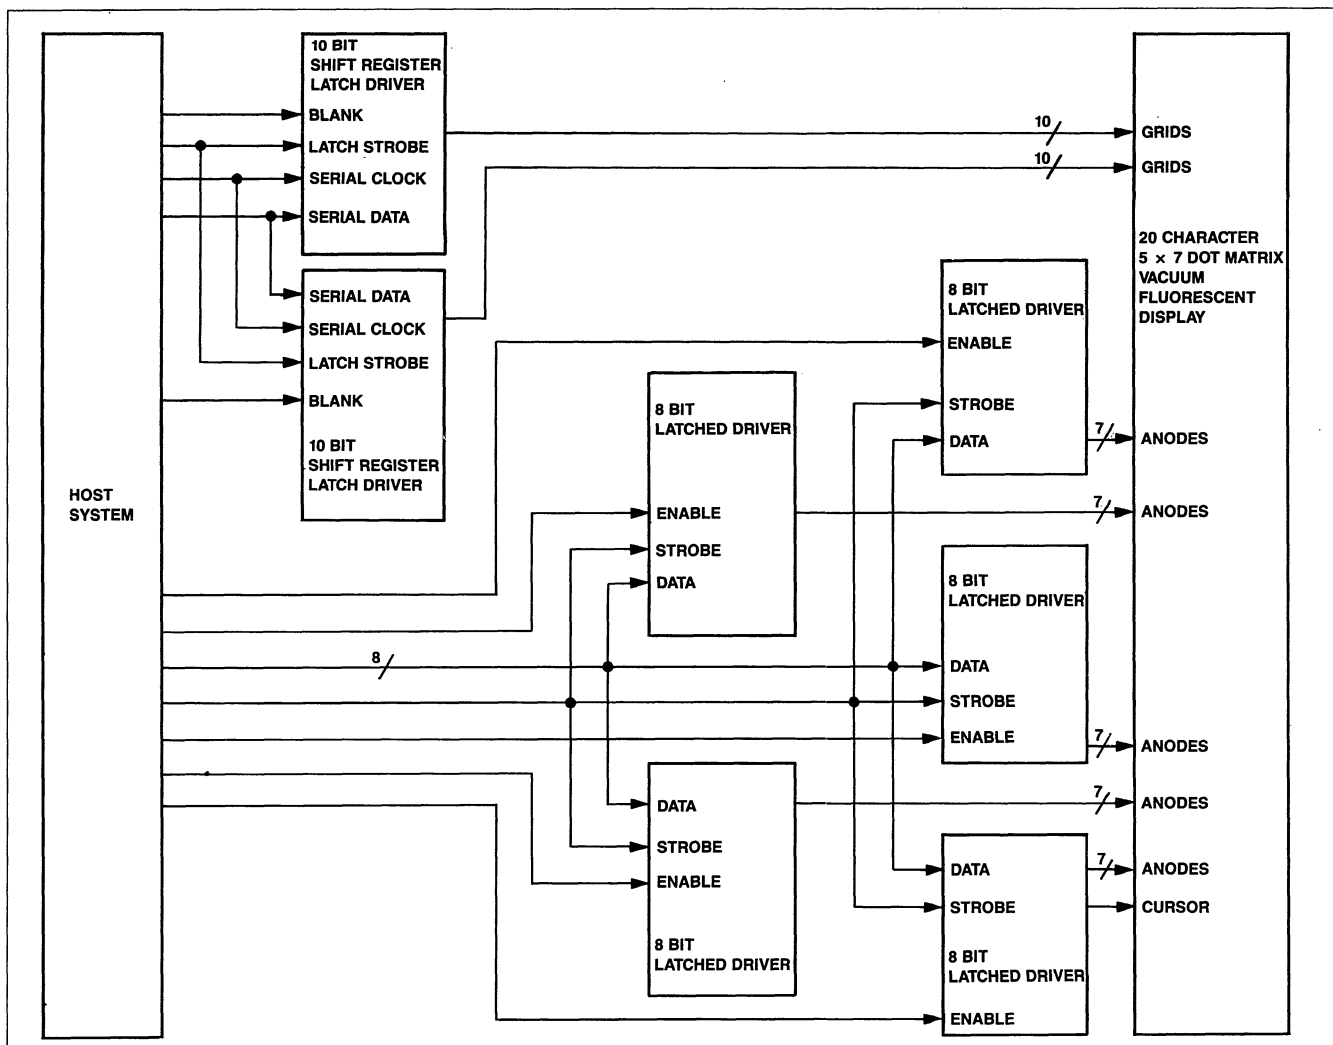 HOST
SYSTEM
10 BIT
SHIFT REGISTER
LATCH DRIVER
BLANK
LATCH STROBE
SERIAL CLOCK
SERIAL DATA
SERIAL DATA
SERIAL CLOCK
LATCH STROBE
BLANK
10 BIT
SHIFT REGISTER
LATCH DRIVER
8 BIT
LATCHED DRIVER
ENABLE
STROBE
DATA
8
DATA
STROBE
ENABLE
8 BIT
LATCHED DRIVER
8 BIT
LATCHED DRIVER
ENABLE
STROBE
DATA
8 BIT
LATCHED DRIVER
DATA
STROBE
ENABLE
DATA
STROBE
8 BIT
LATCHED DRIVER
ENABLE
10
GRIDS
10
GRIDS
20 CHARACTER
5 × 7 DOT MATRIX
VACUUM
FLUORESCENT
DISPLAY
7
ANODES
7
ANODES
7
ANODES
7
ANODES
7
ANODES
CURSOR